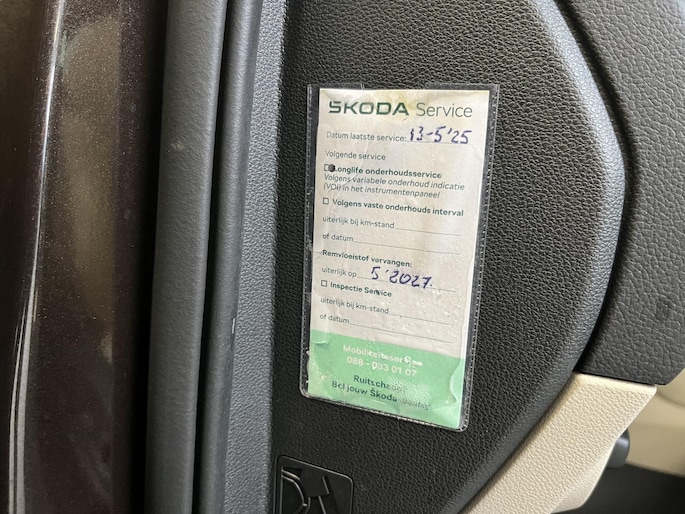 ŠKODA Service
Datum laatste service: 13-5'25
Volgende service
Longlife onderhoudsservice
Volgens variabele onderhoud indicatie
(VOI) in het instrumentenpaneel
Volgens vaste onderhouds interval
uiterlijk bij km-stand
of datum
Remvloeistof vervangen:
uiterlijk op 5'2027
Inspectie Service
uiterlijk bij km-stand
of datum
088 - 033 01 07
Bel jouw Škoda